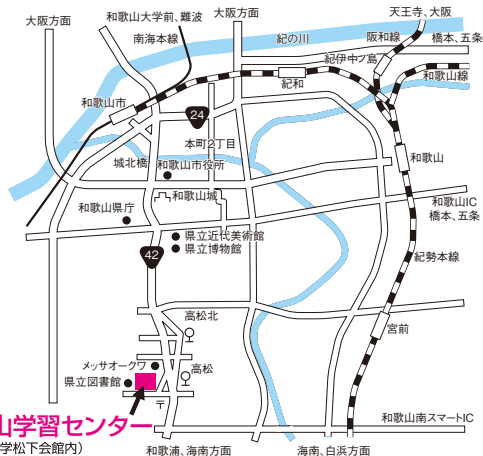 天王寺、大阪
大阪方面
和歌山大学前、難波
大阪方面
南海本線
紀の川
阪和線
橋本、五条
紀伊中ノ島
和歌山線
紀和
和歌山市
24
本町2丁目
城北橋
和歌山市役所
和歌山
和歌山城
和歌山県庁
和歌山IC
橋本、五条
県立近代美術館
県立博物館
42
紀勢本線
高松北
宮前
メッサオークワ
高松
県立図書館
〒
山学習センター
学松下会館内)
和歌山南スマートIC
和歌浦、海南方面
海南、白浜方面